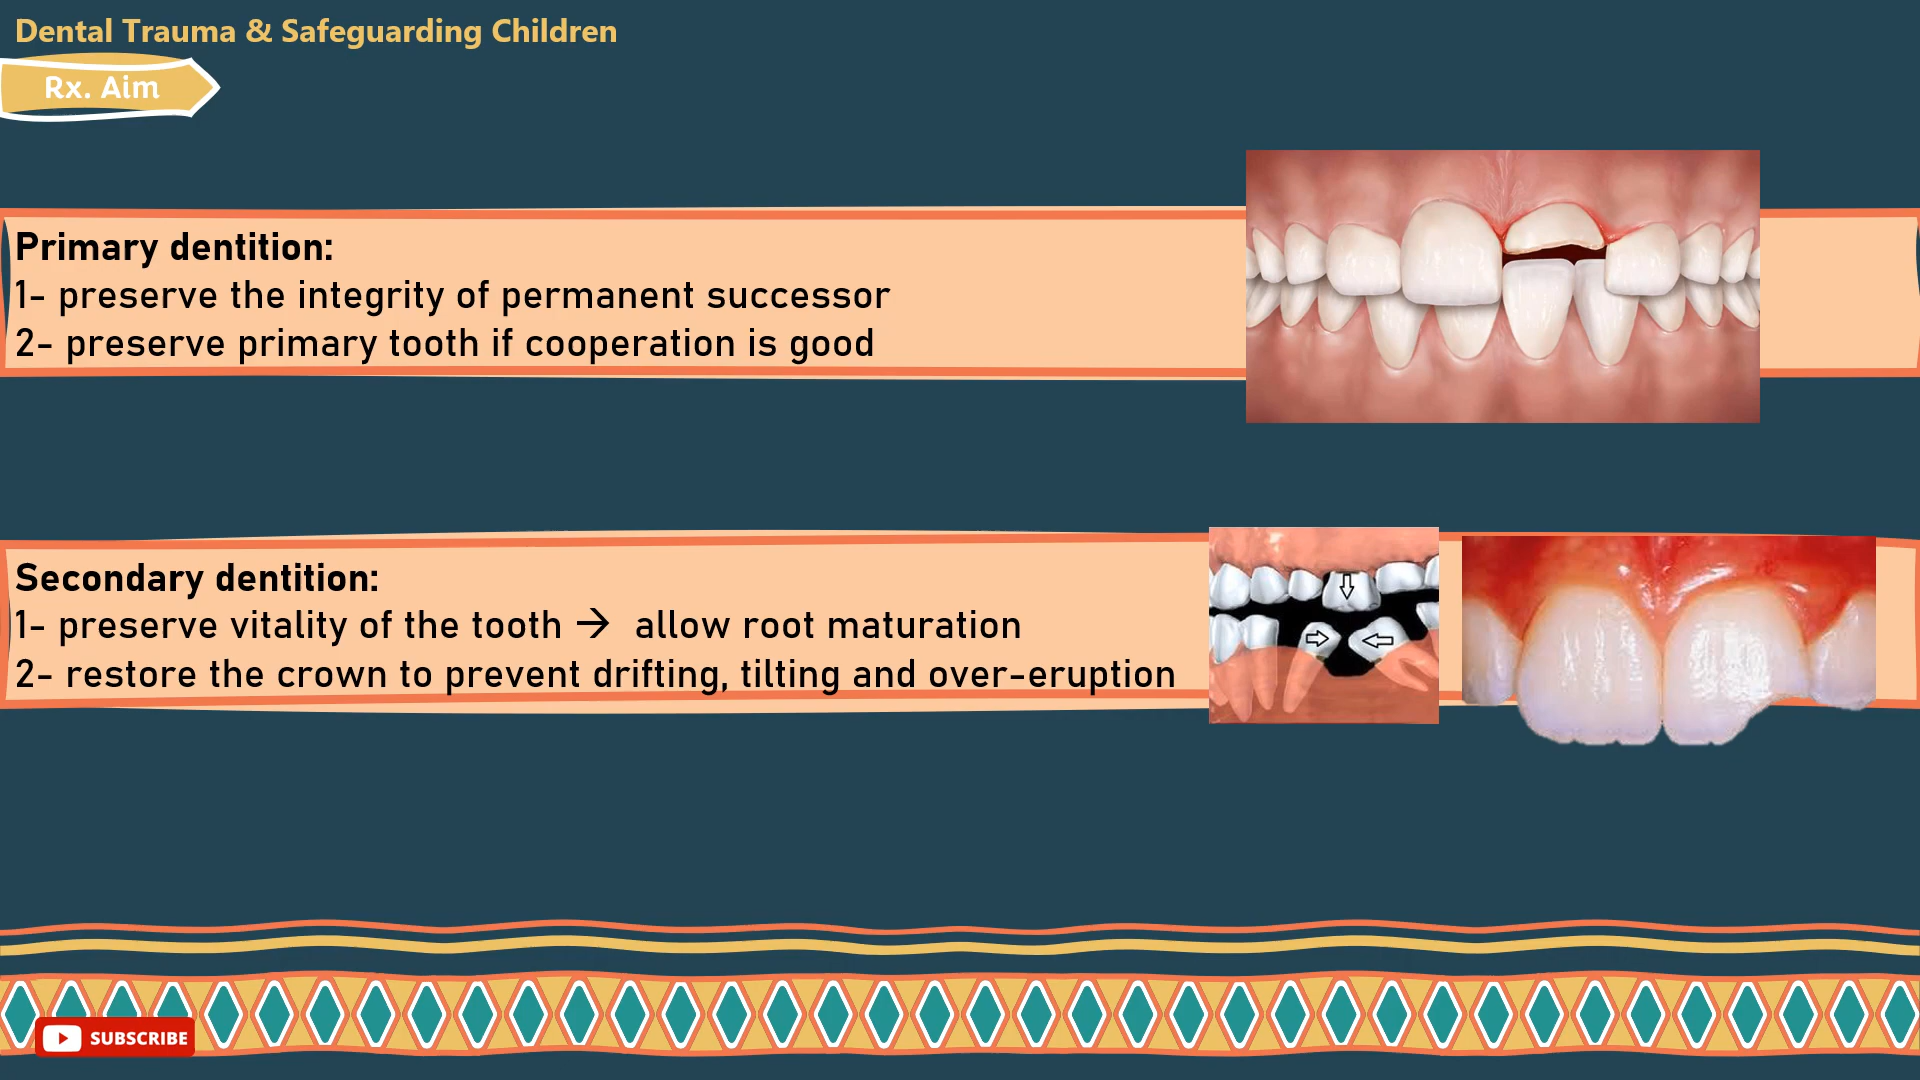 Dental Trauma & Safeguarding Children
Rx. Aim
Primary dentition:
1- preserve the integrity of permanent successor
2- preserve primary tooth if cooperation is good
Secondary dentition:
1- preserve vitality of the tooth → allow root maturation
2- restore the crown to prevent drifting, tilting and over-eruption
SUBSCRIBE